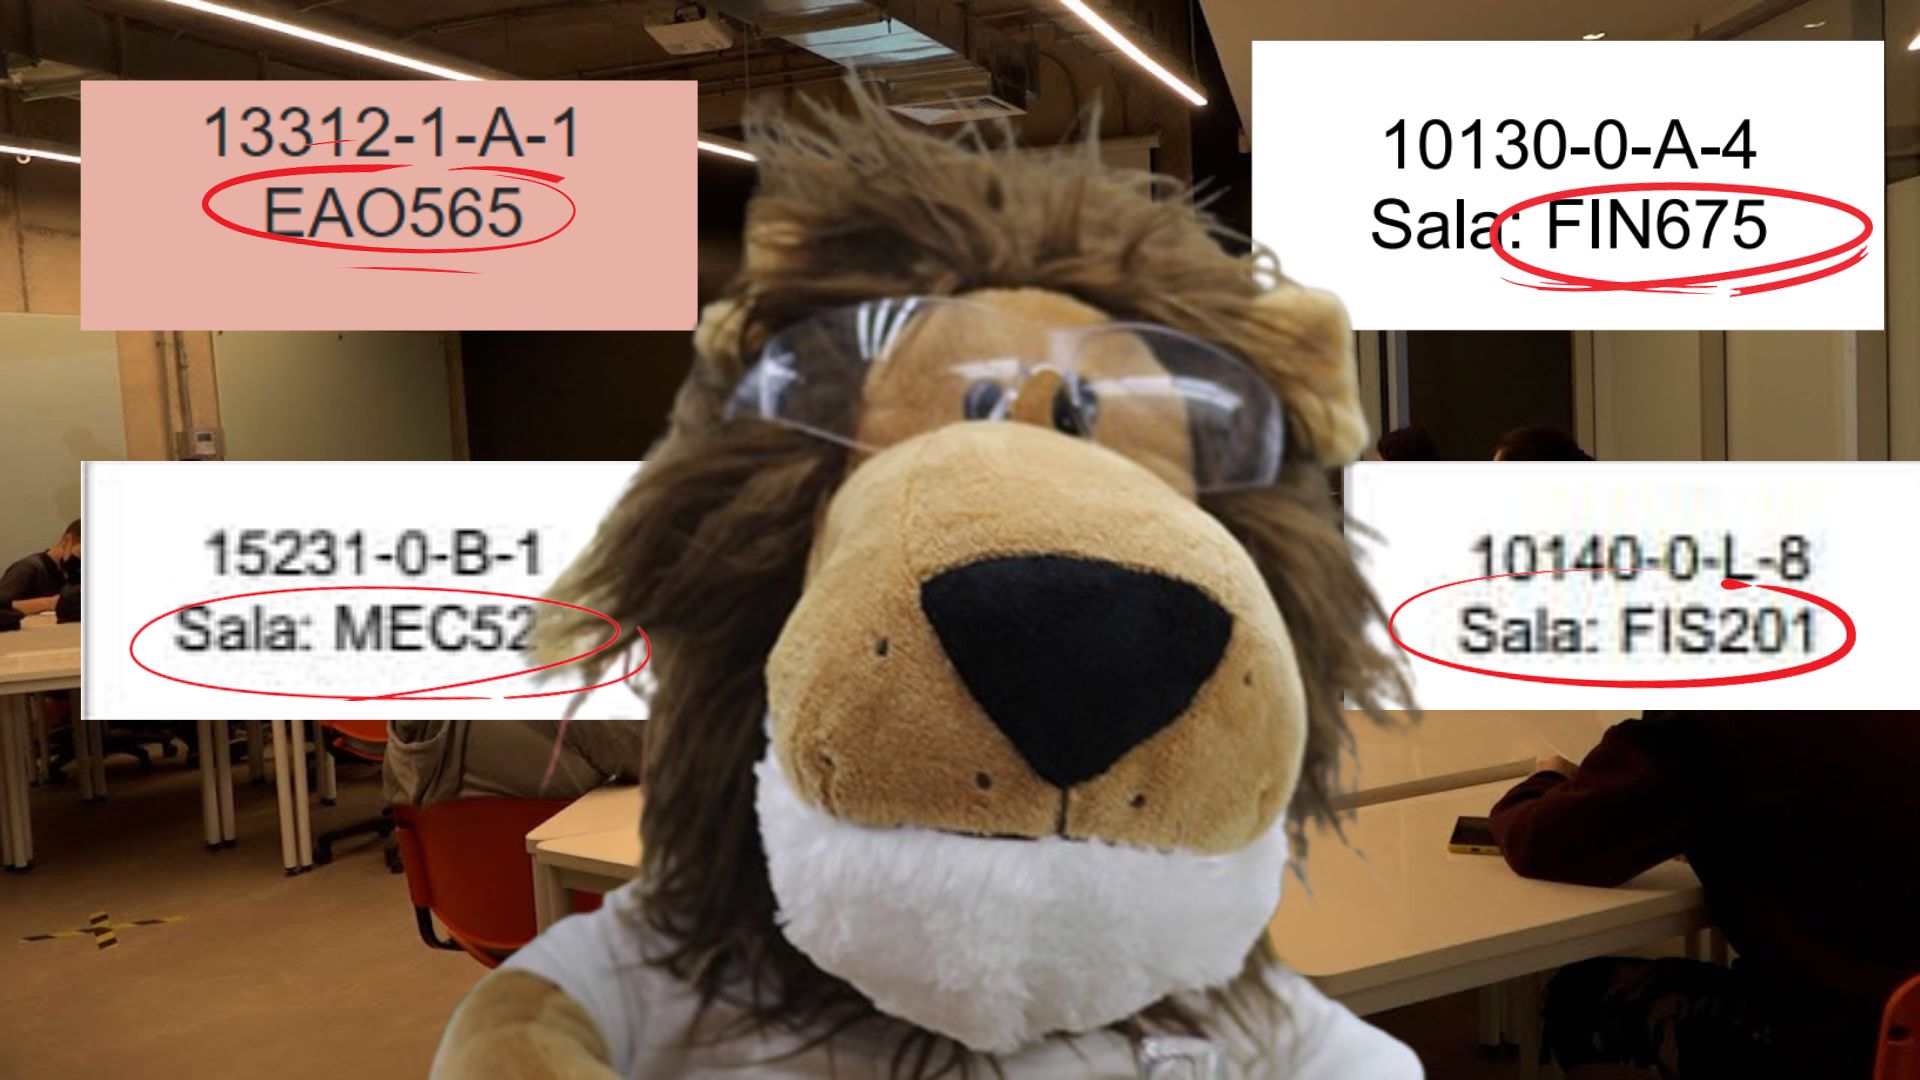 13312-1-A-1
EAO565
10130-0-A-4
Sala: FIN675
15231-0-B-1
Sala: MEC52
10140-0-L-8
Sala: FIS201